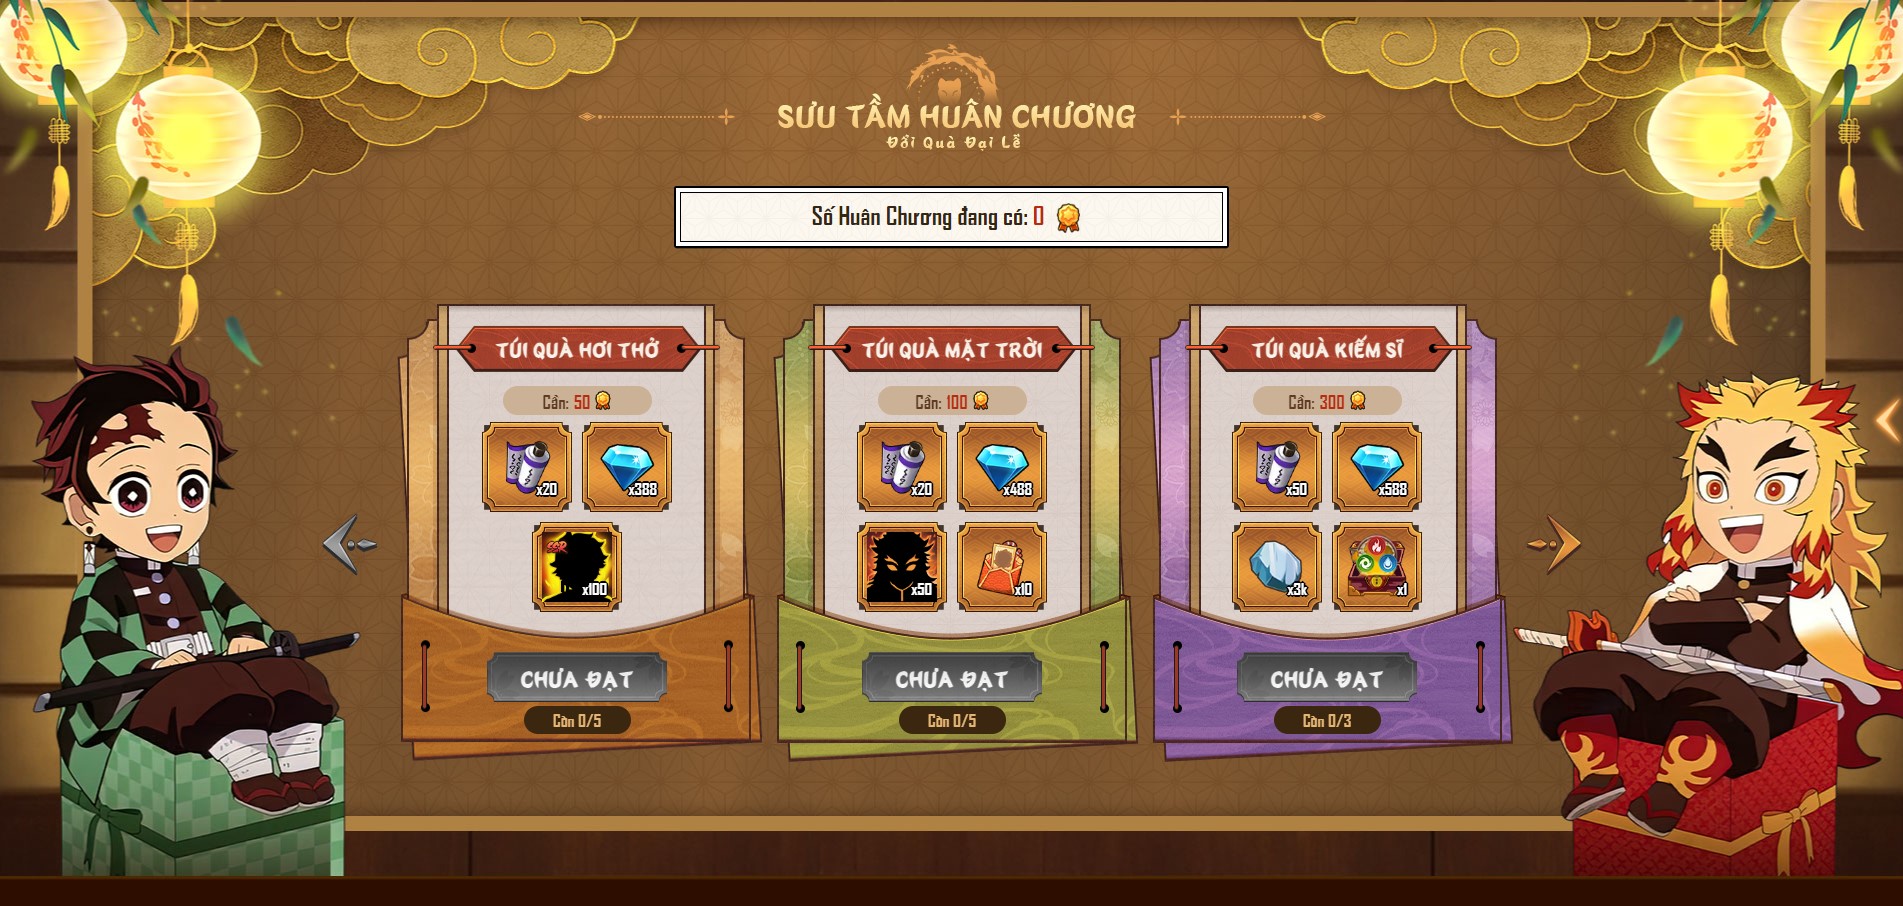 SƯU TẦM HUÂN CHƯƠNG
Đổi Quà Đại Lễ
Số Huân Chương đang có: 0
TÚI QUÀ HƠI THỞ
Cần: 50
x20
x388
SSR
x100
CHƯA ĐẠT
Còn 0/5
TÚI QUÀ MẶT TRỜI
Cần: 100
x20
x488
x50
x10
CHƯA ĐẠT
Còn 0/5
TÚI QUÀ KIẾM SĨ
Cần: 300
x50
x588
x3k
x1
CHƯA ĐẠT
Còn 0/3